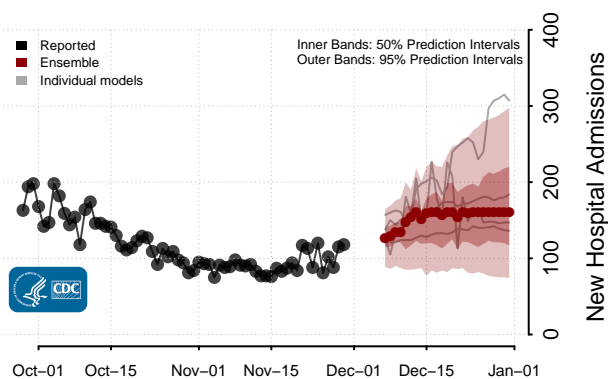 Reported
Ensemble
Individual models
Inner Bands: 50% Prediction Intervals
Outer Bands: 95% Prediction Intervals
400
300
200
100
0
New Hospital Admissions
CDC
Oct–01
Oct–15
Nov–01
Nov–15
Dec–01
Dec–15
Jan–01